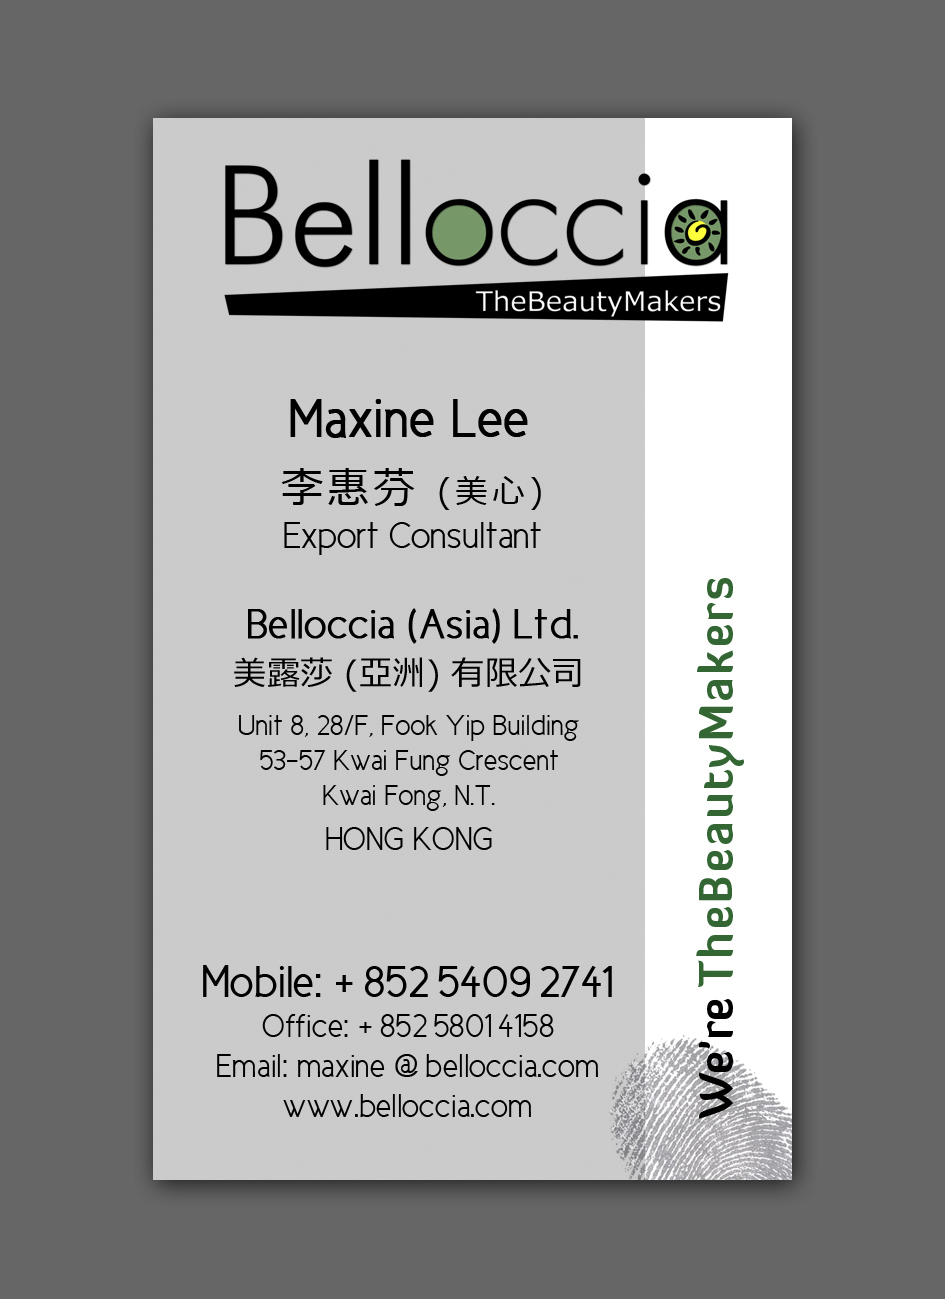 Belloccia
TheBeautyMakers
Maxine Lee
李惠芬 (美心)
Export Consultant
Belloccia (Asia) Ltd.
美露莎 (亞洲) 有限公司
Unit 8, 28/F, Fook Yip Building
53-57 Kwai Fung Crescent
Kwai Fong, N.T.
HONG KONG
Mobile: + 852 5409 2741
Office: + 852 5801 4158
Email: maxine @ belloccia.com
www.belloccia.com
We're TheBeautyMakers